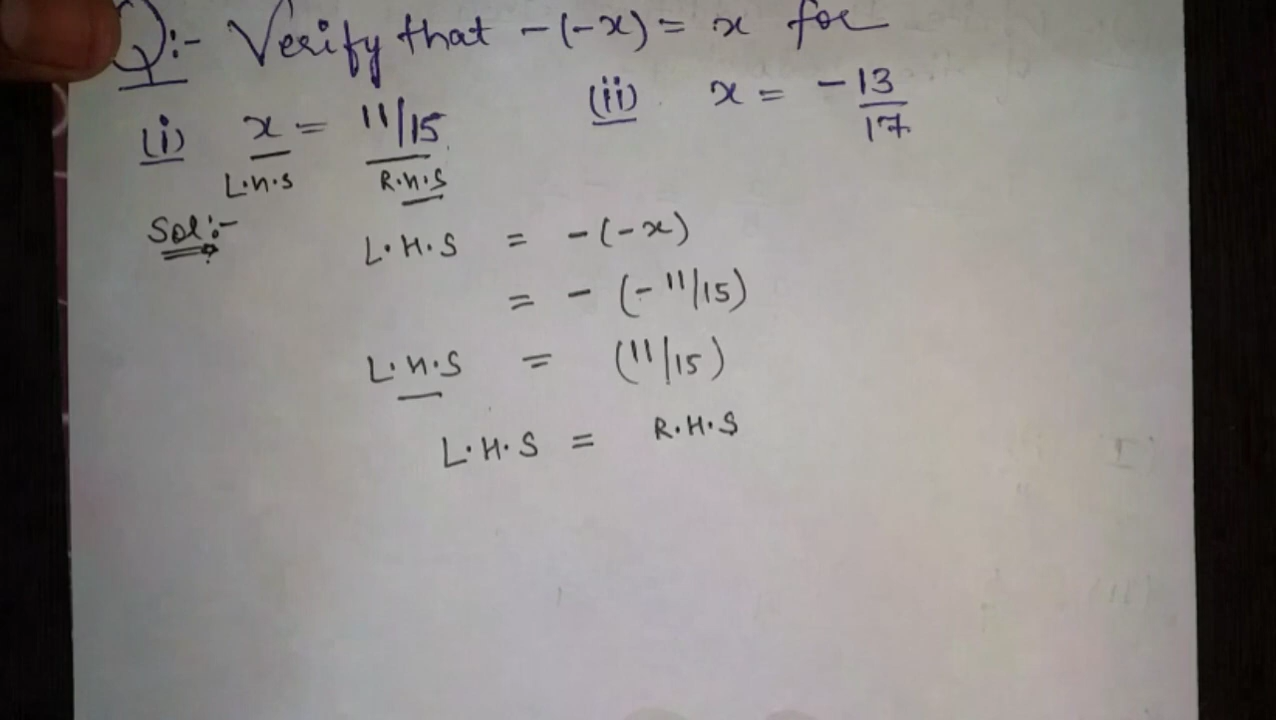 Q:- Verify that -(-x) = x for
(i) x = 11/15 (ii) x = -13/17
L.H.S R.H.S
Sol:- L.H.S = -(-x)
= - (-11/15)
L.H.S = (11/15)
L.H.S = R.H.S